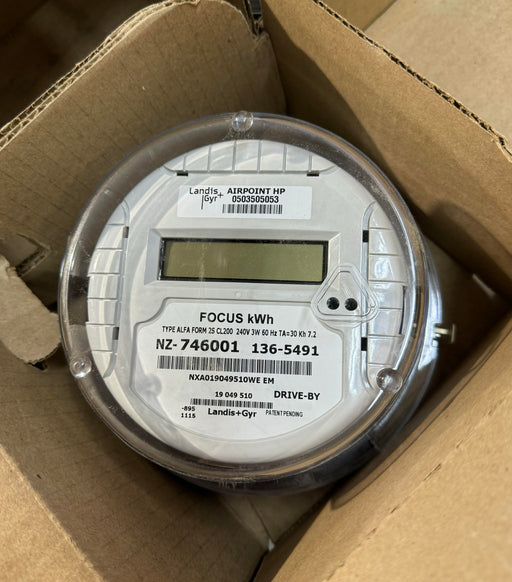 Landis+ Gyr+ AIRPOINT HP
0503505053
FOCUS kWh
TYPE ALFA FORM 2S CL200 240V 3W 60 Hz TA=30 Kh 7.2
NZ-746001 136-5491
NXA019049510WE EM
19 049 510 DRIVE-BY
-895
1115 Landis+Gyr PATENT PENDING